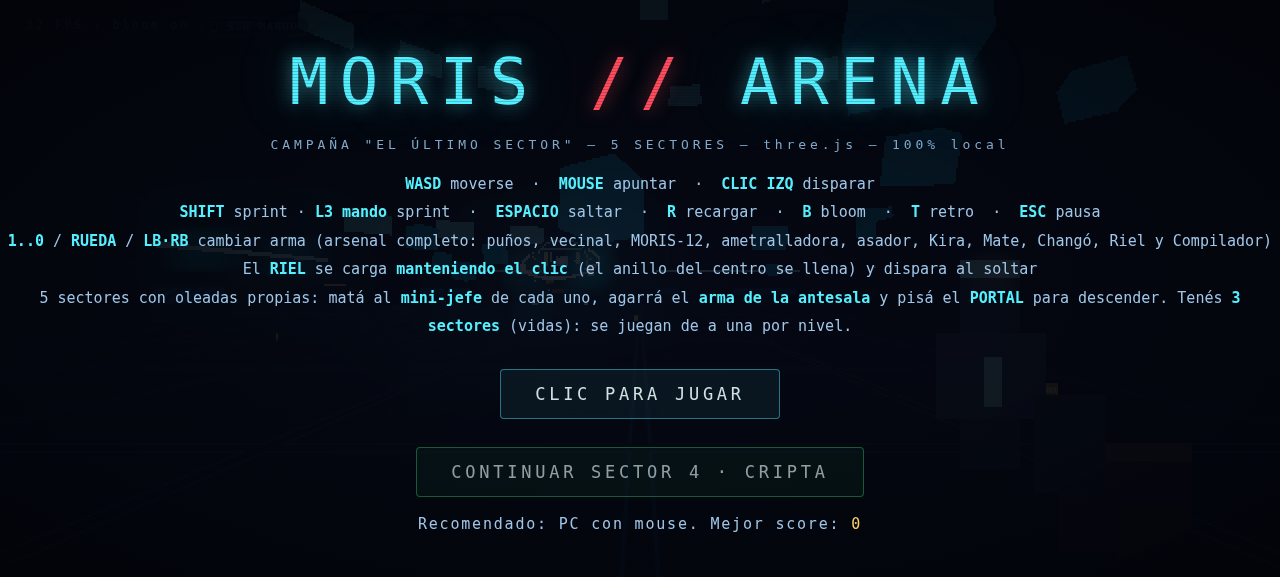 MORIS // ARENA
CAMPAÑA "EL ÚLTIMO SECTOR" — 5 SECTORES — three.js — 100% local
WASD moverse · MOUSE apuntar · CLIC IZQ disparar
SHIFT sprint · L3 mando sprint · ESPACIO saltar · R recargar · B bloom · T retro · ESC pausa
1..0 / RUEDA / LB·RB cambiar arma (arsenal completo: puños, vecinal, MORIS-12, ametralladora, asador, Kira, Mate, Changó, Riel y Compilador)
El RIEL se carga manteniendo el clic (el anillo del centro se llena) y dispara al soltar
5 sectores con oleadas propias: matá al mini-jefe de cada uno, agarrá el arma de la antesala y pisá el PORTAL para descender. Tenés 3
sectores (vidas): se juegan de a una por nivel.
CLIC PARA JUGAR
CONTINUAR SECTOR 4 · CRIPTA
Recomendado: PC con mouse. Mejor score: 0